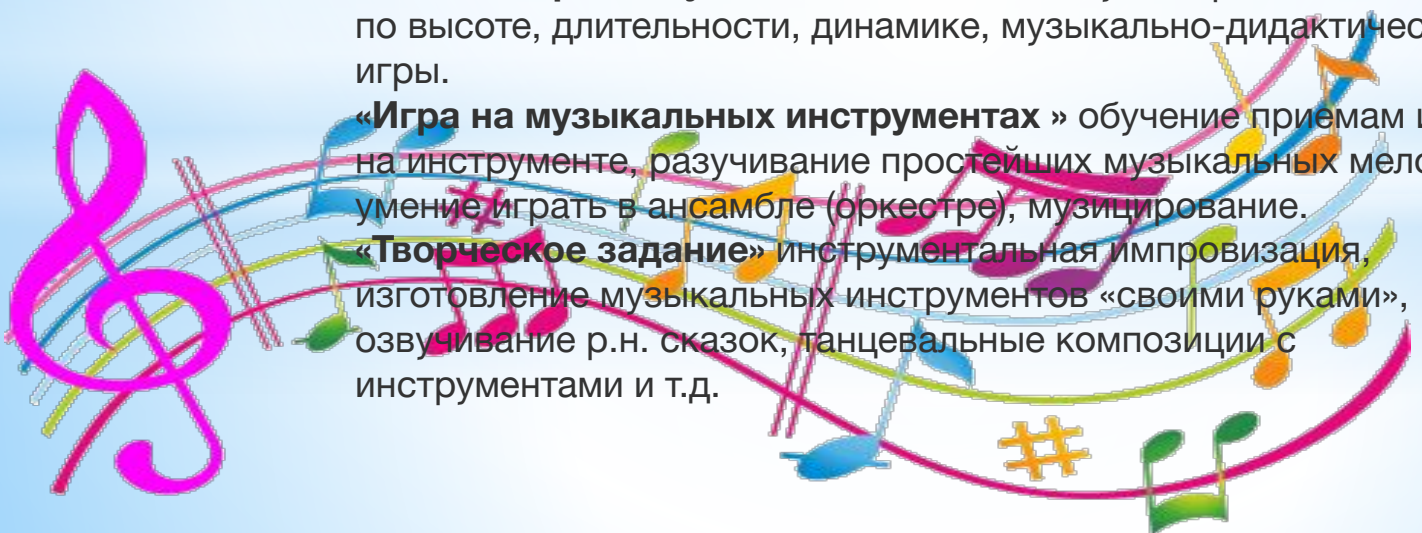 по высоте, длительности, динамике, музыкально-дидактичес
игры.
«Игра на музыкальных инструментах » обучение приемам
на инструменте, разучивание простейших музыкальных мело
умение играть в ансамбле (оркестре), музицирование.
«Творческое задание» инструментальная импровизация,
изготовление музыкальных инструментов «своими руками»,
озвучивание р.н. сказок, танцевальные композиции с
инструментами и т.д.